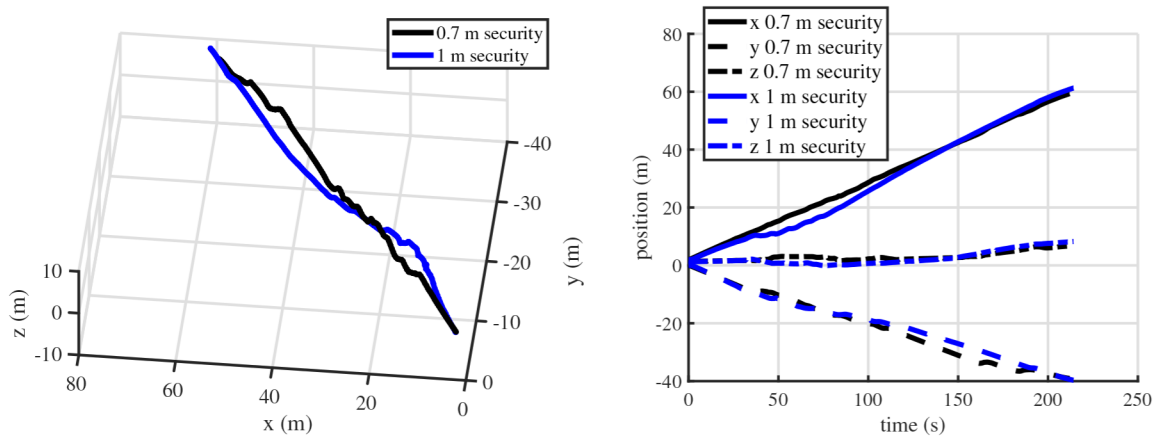 0.7 m security
1 m security
-40
-30
-20
-10
0
y (m)
10
0
-10
z (m)
80
60
40
20
0
x (m)
x 0.7 m security
y 0.7 m security
z 0.7 m security
x 1 m security
y 1 m security
z 1 m security
80
60
40
20
0
-20
-40
position (m)
0
50
100
150
200
250
time (s)